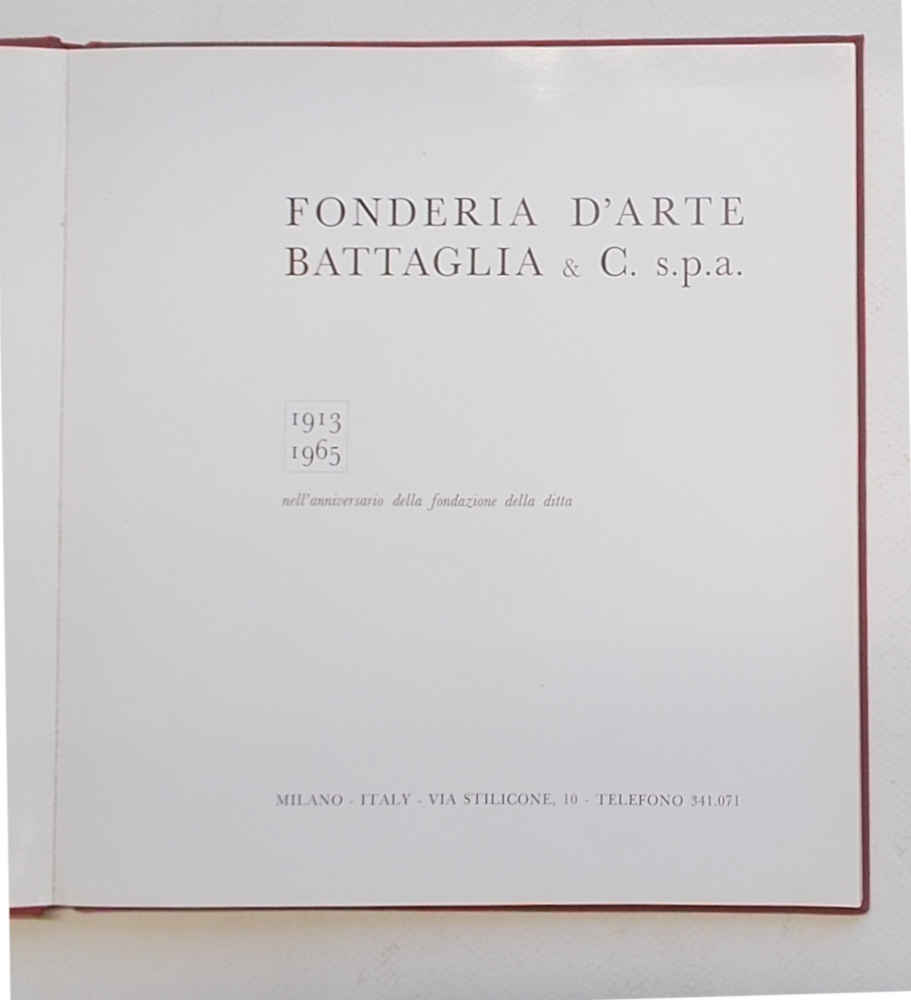 FONDERIA D'ARTE
BATTAGLIA & C. s.p.a.
1913
1965
nell'anniversario della fondazione della ditta
MILANO - ITALY - VIA STILICONE, 10 - TELEFONO 341.071